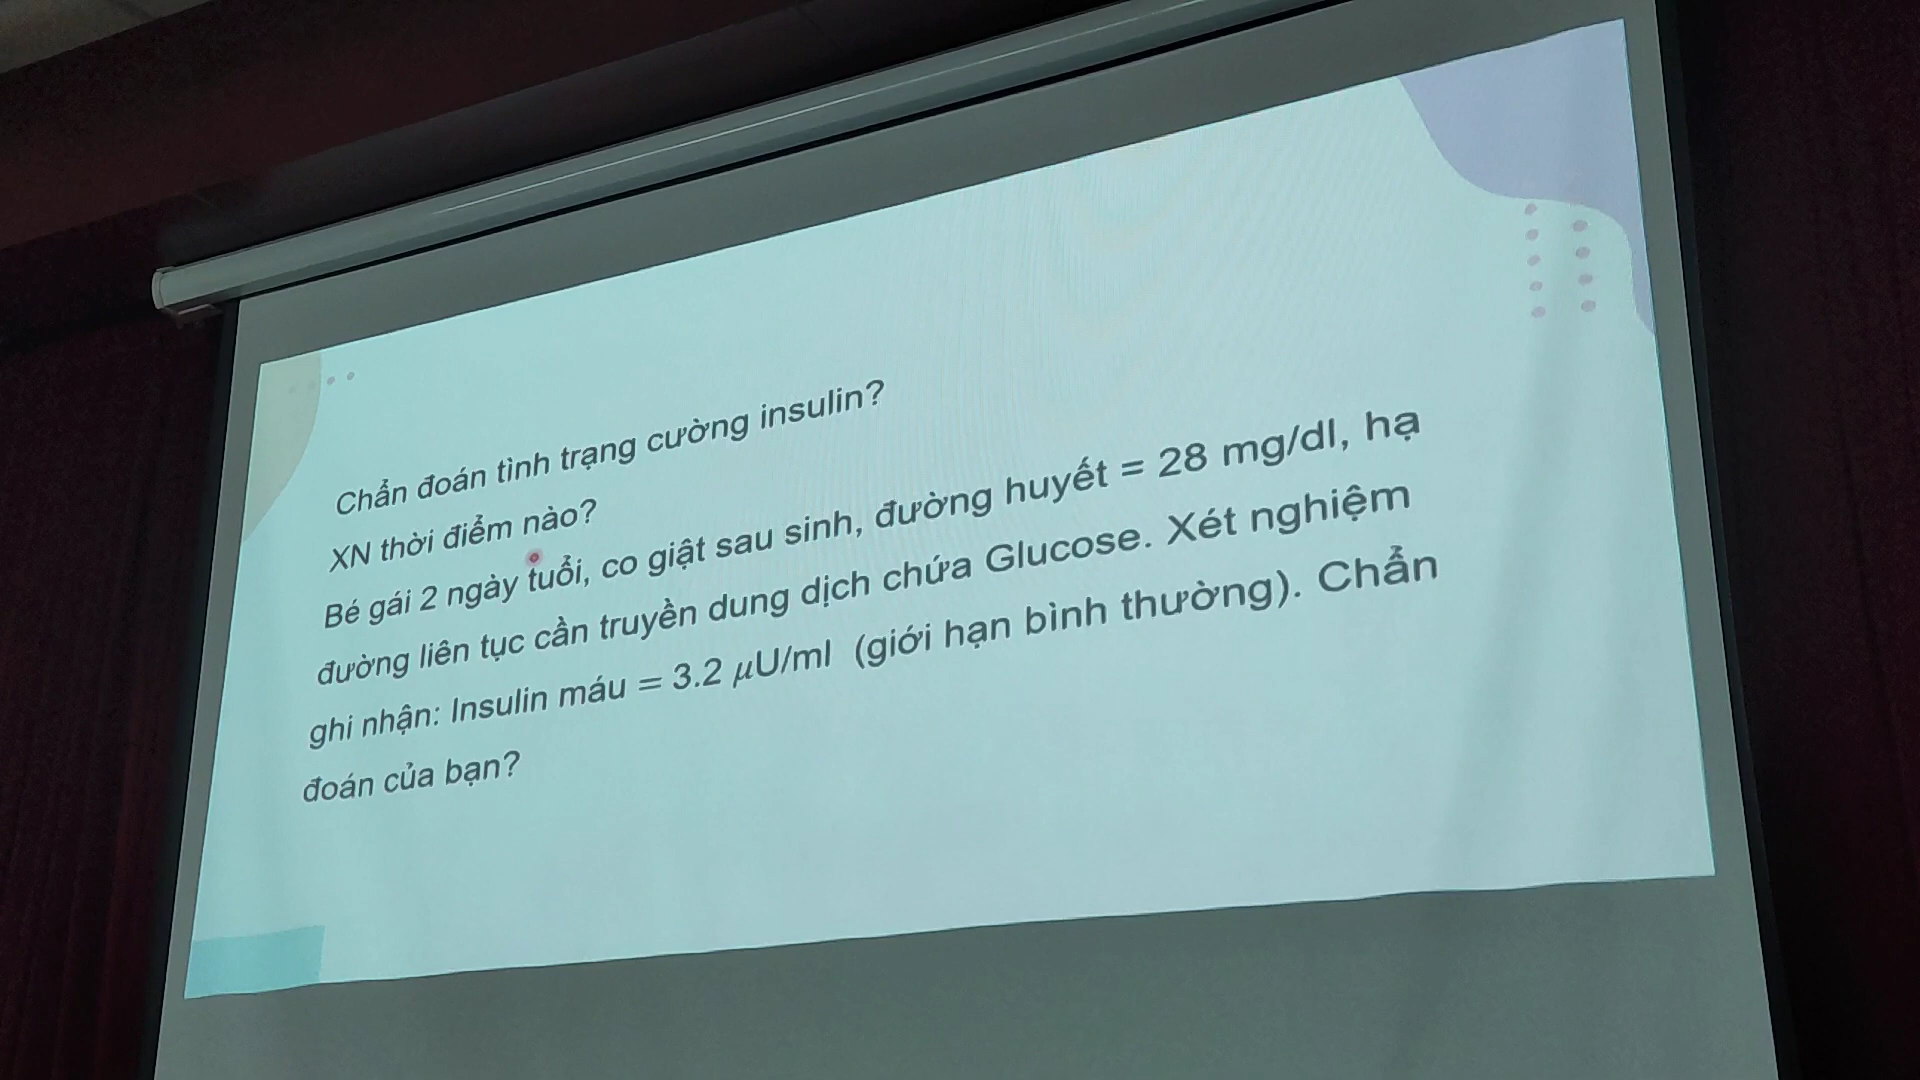 Chẩn đoán tình trạng cường insulin?
XN thời điểm nào?
Bé gái 2 ngày tuổi, co giật sau sinh, đường huyết = 28 mg/dl, hạ
đường liên tục cần truyền dung dịch chứa Glucose. Xét nghiệm
ghi nhận: Insulin máu = 3.2 μU/ml (giới hạn bình thường). Chẩn
đoán của bạn?